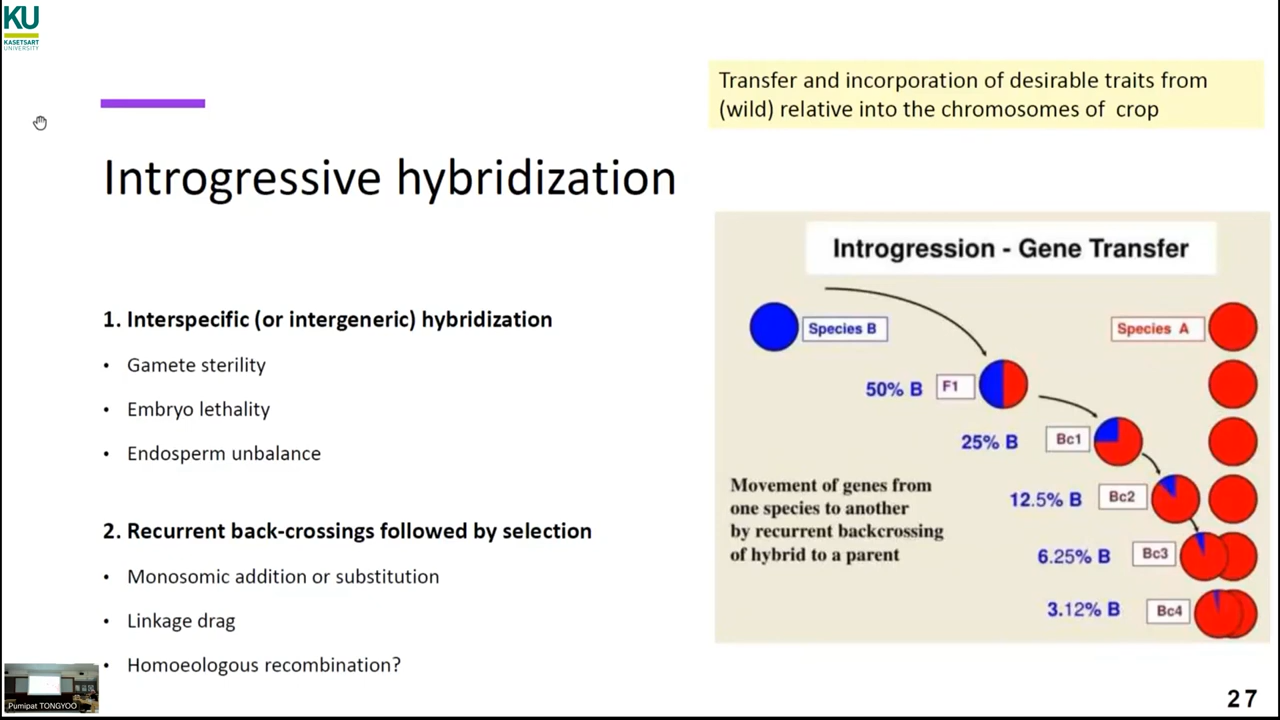 KU
KASETSART
UNIVERSITY
Transfer and incorporation of desirable traits from
(wild) relative into the chromosomes of crop
Introgressive hybridization
1. Interspecific (or intergeneric) hybridization
• Gamete sterility
• Embryo lethality
• Endosperm unbalance
2. Recurrent back-crossings followed by selection
• Monosomic addition or substitution
• Linkage drag
• Homoeologous recombination?
Introgression - Gene Transfer
Species B
Species A
50% B F1
25% B Bc1
12.5% B Bc2
6.25% B Bc3
3.12% B Bc4
Movement of genes from
one species to another
by recurrent backcrossing
of hybrid to a parent
Pumipat TONGYOO
27